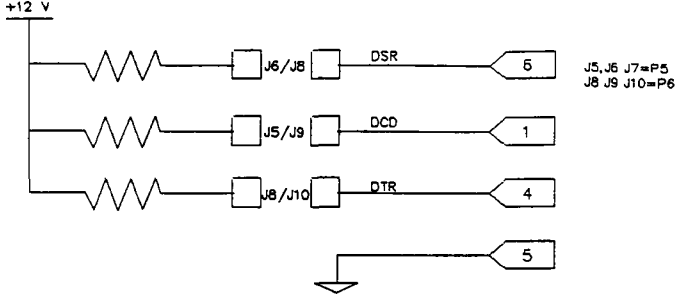 +12 V
J6/J8 DSR 6
J5,J6 J7=P5
J8 J9 J10=P6
J5/J9 DCD 1
J8/J10 DTR 4
5